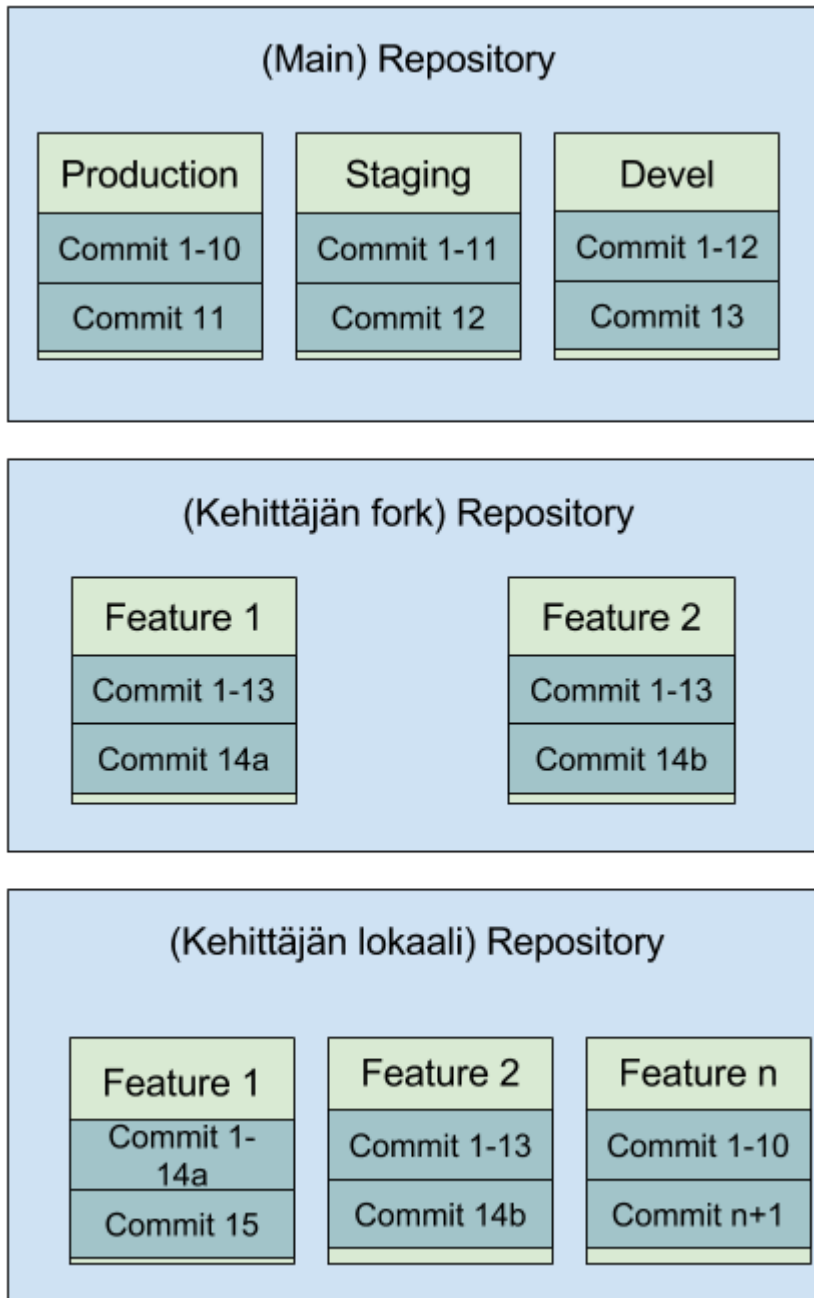 (Main) Repository
Production
Staging
Devel
Commit 1-10
Commit 1-11
Commit 1-12
Commit 11
Commit 12
Commit 13
(Kehittäjän fork) Repository
Feature 1
Feature 2
Commit 1-13
Commit 1-13
Commit 14a
Commit 14b
(Kehittäjän lokaali) Repository
Feature 1
Feature 2
Feature n
Commit 1-
14a
Commit 1-13
Commit 1-10
Commit 15
Commit 14b
Commit n+1